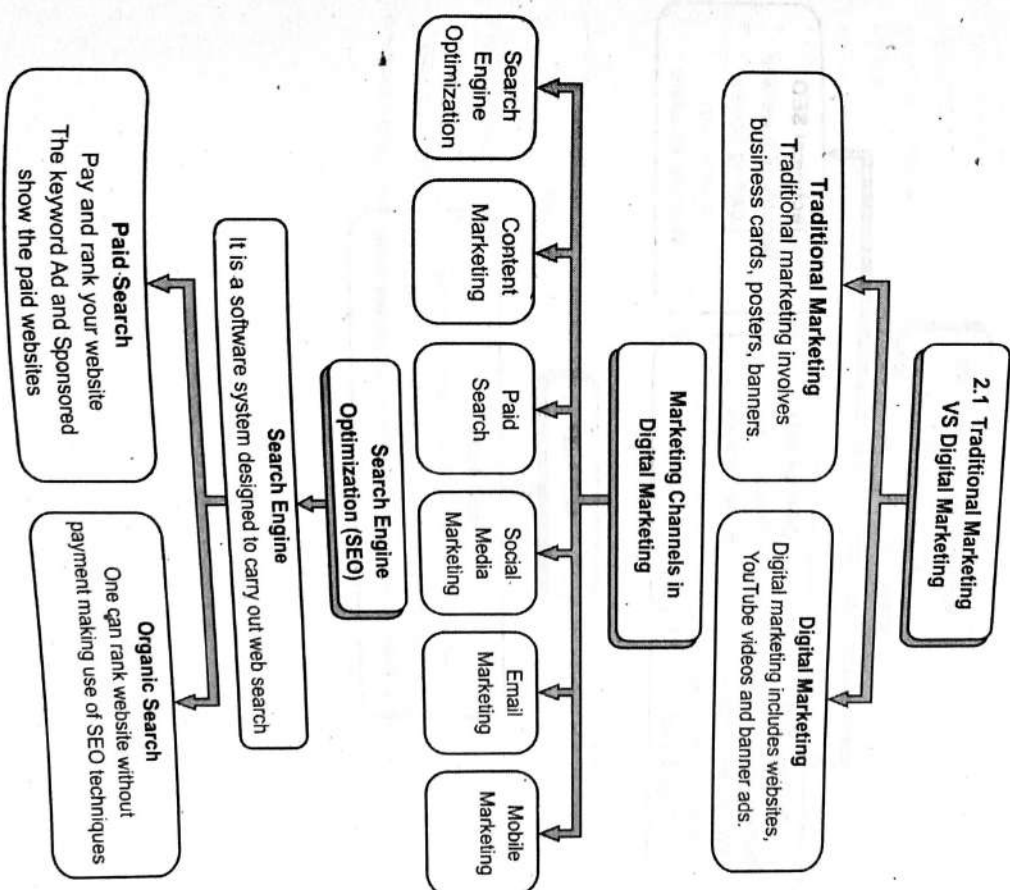 2.1 Traditional Marketing
VS Digital Marketing
Traditional Marketing
Traditional marketing involves
business cards, posters, banners.
Digital Marketing
Digital marketing includes websites,
YouTube videos and banner ads.
Marketing Channels in
Digital Marketing
Search
Engine
Optimization
Content
Marketing
Paid
Search
Social
Media
Marketing
Email
Marketing
Mobile
Marketing
Search Engine
Optimization (SEO)
Search Engine
It is a software system designed to carry out web search
Paid Search
Pay and rank your website
The keyword Ad and Sponsored
show the paid websites
Organic Search
One can rank website without
payment making use of SEO techniques